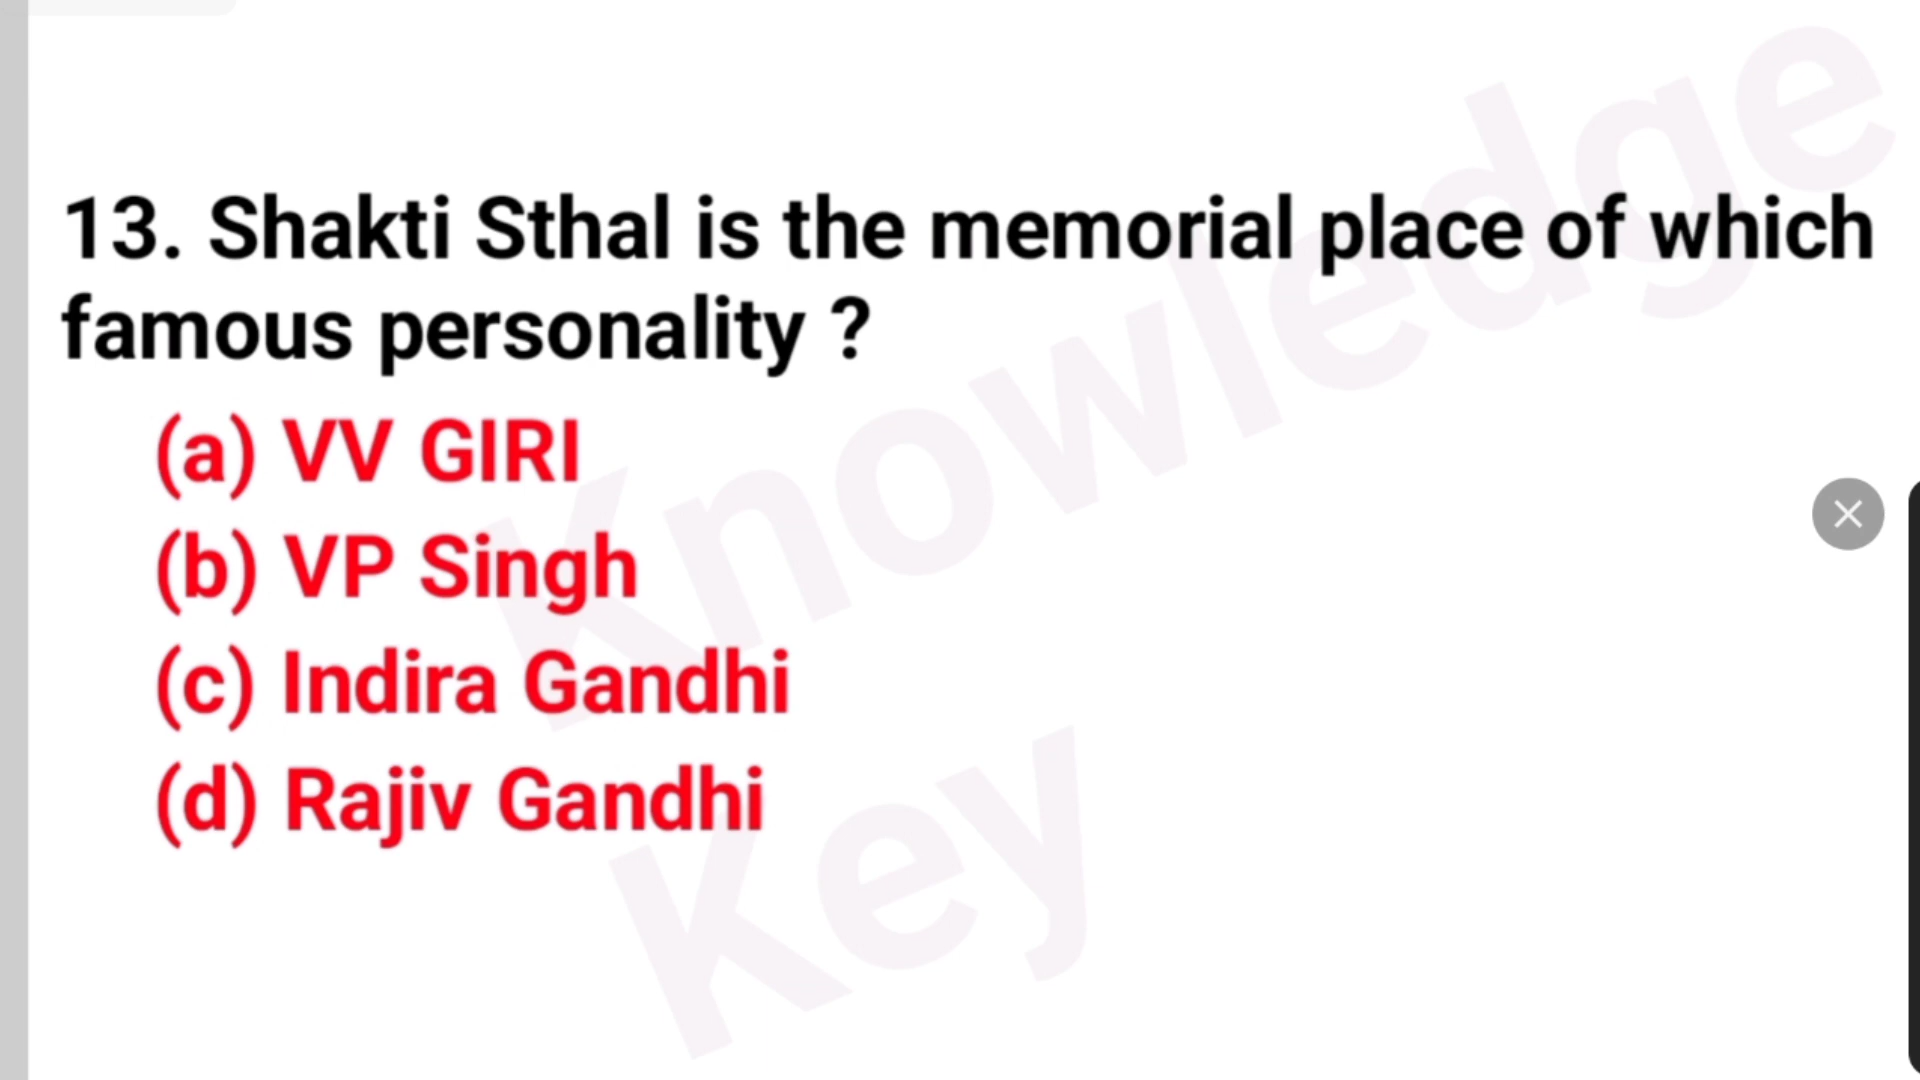 13. Shakti Sthal is the memorial place of which
famous personality ?
(a) VV GIRI
(b) VP Singh
(c) Indira Gandhi
(d) Rajiv Gandhi
Knowledge
Key